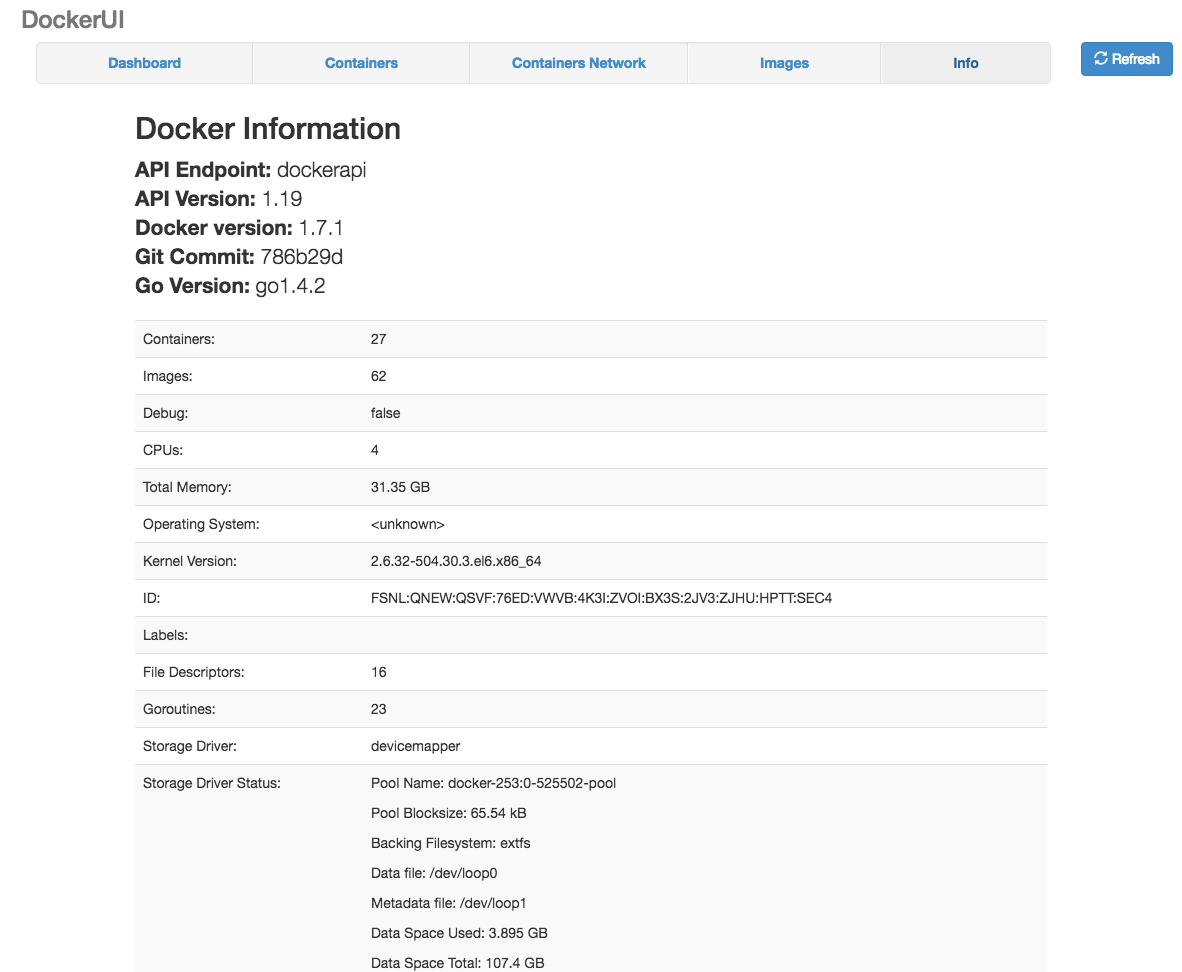 DockerUI
Dashboard Containers Containers Network Images Info Refresh
Docker Information
API Endpoint: dockerapi
API Version: 1.19
Docker version: 1.7.1
Git Commit: 786b29d
Go Version: go1.4.2
Containers: 27
Images: 62
Debug: false
CPUs: 4
Total Memory: 31.35 GB
Operating System: <unknown>
Kernel Version: 2.6.32-504.30.3.el6.x86_64
ID: FSNL:QNEW:QSVF:76ED:VWVB:4K3I:ZVOI:BX3S:2JV3:ZJHU:HPTT:SEC4
Labels:
File Descriptors: 16
Goroutines: 23
Storage Driver: devicemapper
Storage Driver Status: Pool Name: docker-253:0-525502-pool
Pool Blocksize: 65.54 kB
Backing Filesystem: extfs
Data file: /dev/loop0
Metadata file: /dev/loop1
Data Space Used: 3.895 GB
Data Space Total: 107.4 GB